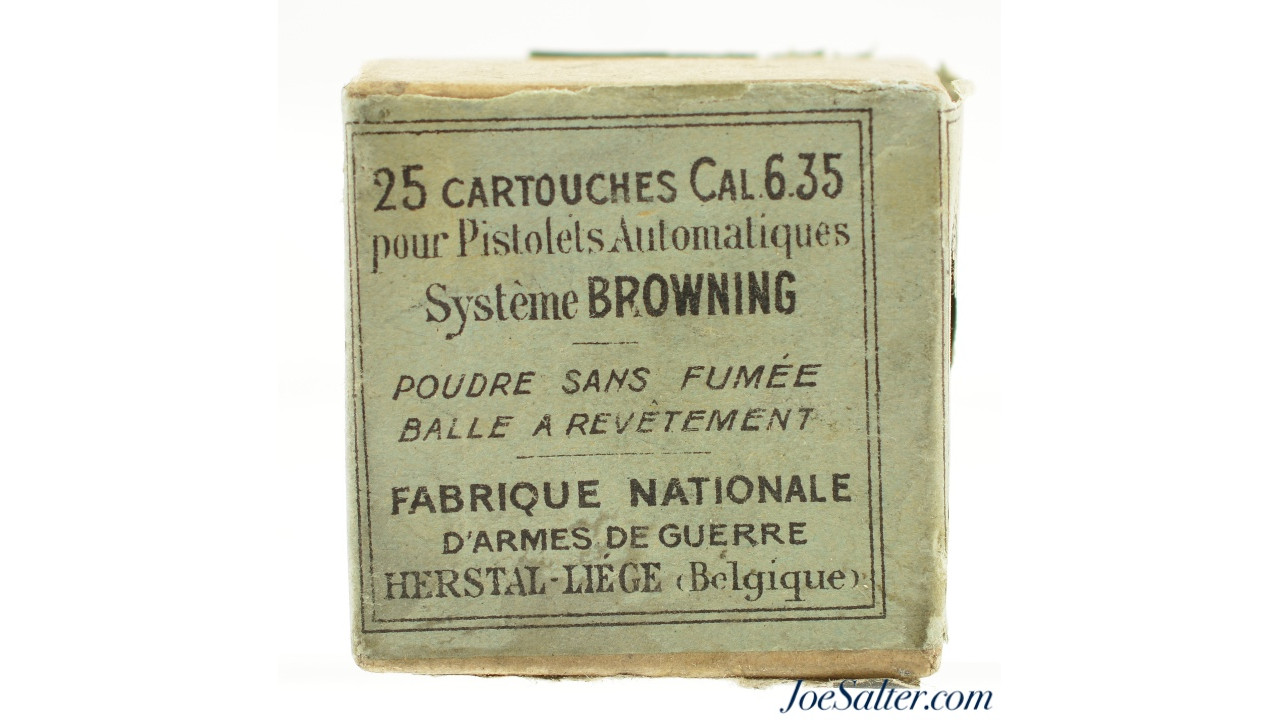 25 CARTOUCHES CAL. 6.35
pour Pistolets Automatiques
Système BROWNING
POUDRE SANS FUMÉE
BALLE A REVÊTEMENT
FABRIQUE NATIONALE
D'ARMES DE GUERRE
HERSTAL-LIÉGE (Belgique)
JoeSalter.com